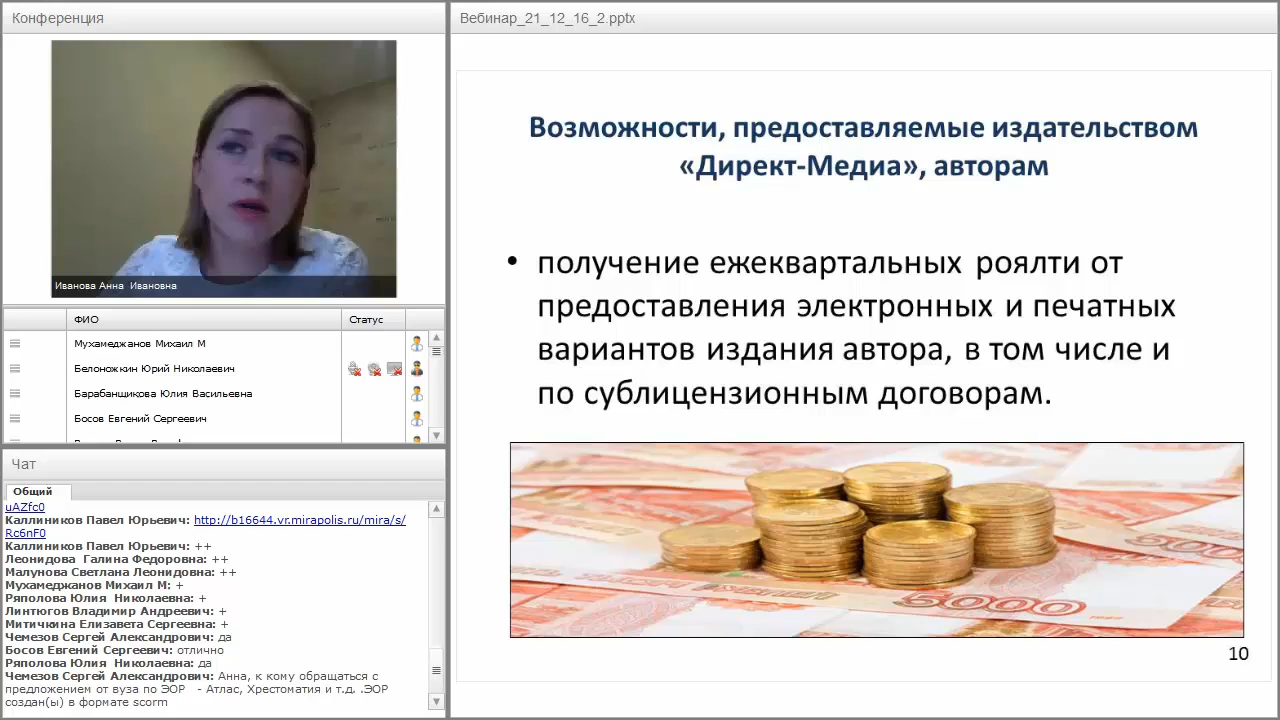 Конференция
Иванова Анна Ивановна
ФИО
Статус
Мухамеджанов Михаил М
Белоножкин Юрий Николаевич
Барабанщикова Юлия Васильевна
Босов Евгений Сергеевич
Чат
Общий
uAZfc0
Каллиников Павел Юрьевич: http://b16644.vr.mirapolis.ru/mira/s/
Rc6nF0
Каллиников Павел Юрьевич: ++
Леонидова Галина Федоровна: ++
Малунова Светлана Леонидовна: ++
Мухамеджанов Михаил М: +
Ряполова Юлия Николаевна: +
Линтюгов Владимир Андреевич: +
Митичкина Елизавета Сергеевна: +
Чемезов Сергей Александрович: да
Босов Евгений Сергеевич: отлично
Ряполова Юлия Николаевна: да
Чемезов Сергей Александрович: Анна, к кому обращаться с
предложением от вуза по ЭОР - Атлас, Хрестоматия и т.д. .ЭОР
создан(ы) в формате scorm
Вебинар_21_12_16_2.pptx
Возможности, предоставляемые издательством
«Директ-Медиа», авторам
• получение ежеквартальных роялти от
предоставления электронных и печатных
вариантов издания автора, в том числе и
по сублицензионным договорам.
5000
10